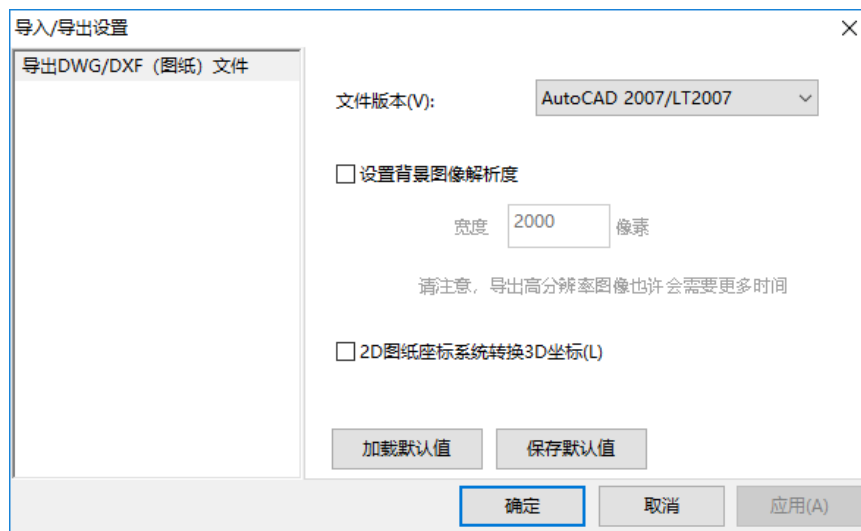 导入/导出设置
导出DWG/DXF（图纸）文件
文件版本(V):
AutoCAD 2007/LT2007
设置背景图像解析度
宽度
2000
像素
请注意，导出高分辨率图像也许会需要更多时间
2D图纸座标系统转换3D坐标(L)
加载默认值
保存默认值
确定
取消
应用(A)